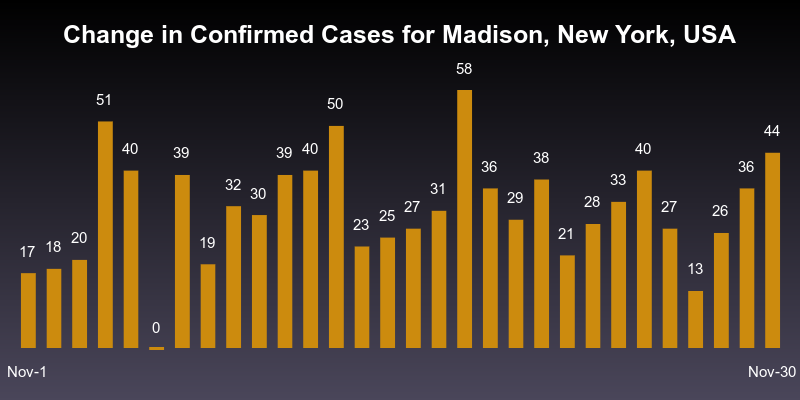 Change in Confirmed Cases for Madison, New York, USA
17 18 20 51 40 0 39 19 32 30 39 40 50 23 25 27 31 58 36 29 38 21 28 33 40 27 13 26 36 44
Nov-1 Nov-30